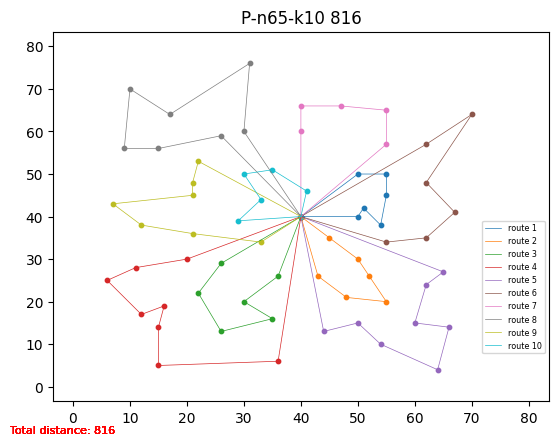 P-n65-k10 816
80
70
60
50
40
30
20
10
0
0 10 20 30 40 50 60 70 80
route 1
route 2
route 3
route 4
route 5
route 6
route 7
route 8
route 9
route 10
Total distance: 816